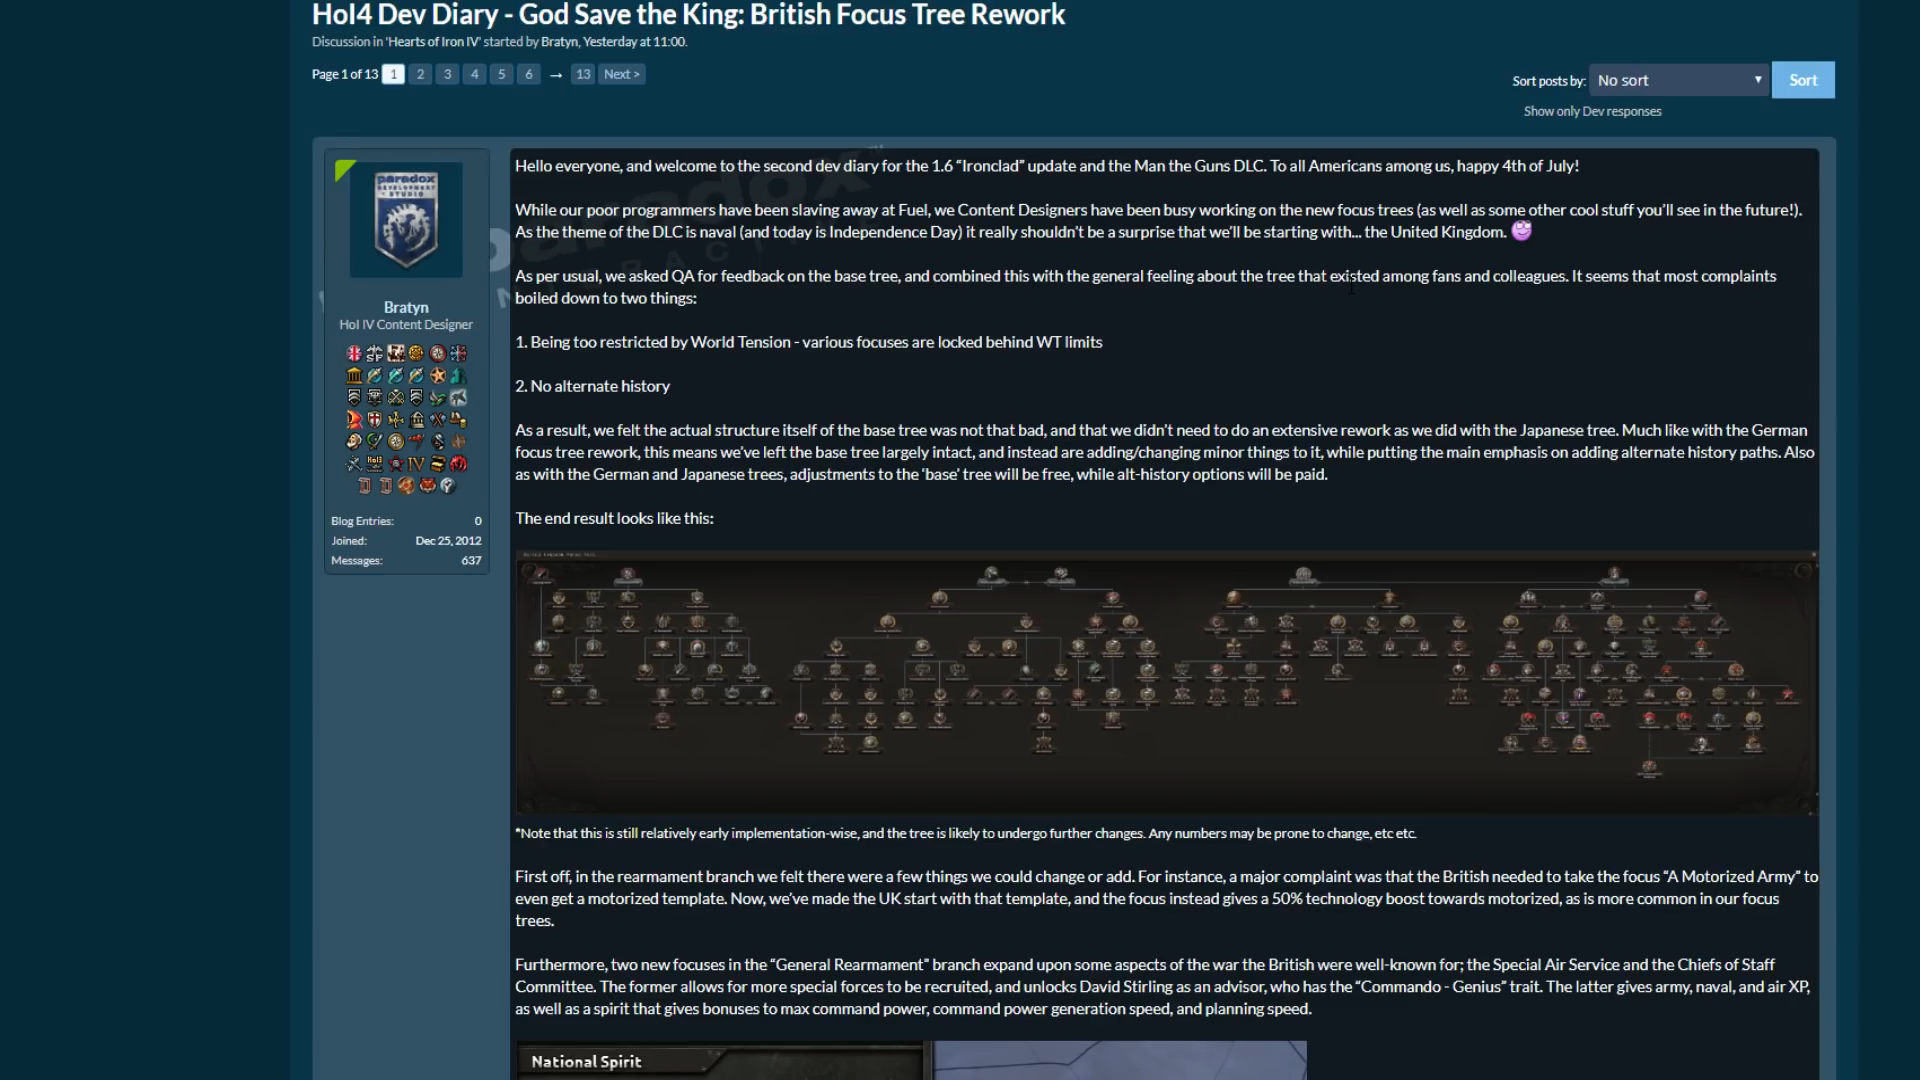 HoI4 Dev Diary - God Save the King: British Focus Tree Rework
Discussion in 'Hearts of Iron IV' started by Bratyn, Yesterday at 11:00.
Page 1 of 13 1 2 3 4 5 6 → 13 Next >
Sort posts by: No sort Sort
Show only Dev responses
paradox
DEVELOPMENT
STUDIO
Bratyn
HoI IV Content Designer
Blog Entries: 0
Joined: Dec 25, 2012
Messages: 637
Hello everyone, and welcome to the second dev diary for the 1.6 “Ironclad” update and the Man the Guns DLC. To all Americans among us, happy 4th of July!
While our poor programmers have been slaving away at Fuel, we Content Designers have been busy working on the new focus trees (as well as some other cool stuff you’ll see in the future!).
As the theme of the DLC is naval (and today is Independence Day) it really shouldn’t be a surprise that we’ll be starting with... the United Kingdom.
As per usual, we asked QA for feedback on the base tree, and combined this with the general feeling about the tree that existed among fans and colleagues. It seems that most complaints
boiled down to two things:
1. Being too restricted by World Tension - various focuses are locked behind WT limits
2. No alternate history
As a result, we felt the actual structure itself of the base tree was not that bad, and that we didn’t need to do an extensive rework as we did with the Japanese tree. Much like with the German
focus tree rework, this means we’ve left the base tree largely intact, and instead are adding/changing minor things to it, while putting the main emphasis on adding alternate history paths. Also
as with the German and Japanese trees, adjustments to the 'base' tree will be free, while alt-history options will be paid.
The end result looks like this:
*Note that this is still relatively early implementation-wise, and the tree is likely to undergo further changes. Any numbers may be prone to change, etc etc.
First off, in the rearmament branch we felt there were a few things we could change or add. For instance, a major complaint was that the British needed to take the focus “A Motorized Army” to
even get a motorized template. Now, we’ve made the UK start with that template, and the focus instead gives a 50% technology boost towards motorized, as is more common in our focus
trees.
Furthermore, two new focuses in the “General Rearmament” branch expand upon some aspects of the war the British were well-known for; the Special Air Service and the Chiefs of Staff
Committee. The former allows for more special forces to be recruited, and unlocks David Stirling as an advisor, who has the “Commando - Genius” trait. The latter gives army, naval, and air XP,
as well as a spirit that gives bonuses to max command power, command power generation speed, and planning speed.
National Spirit